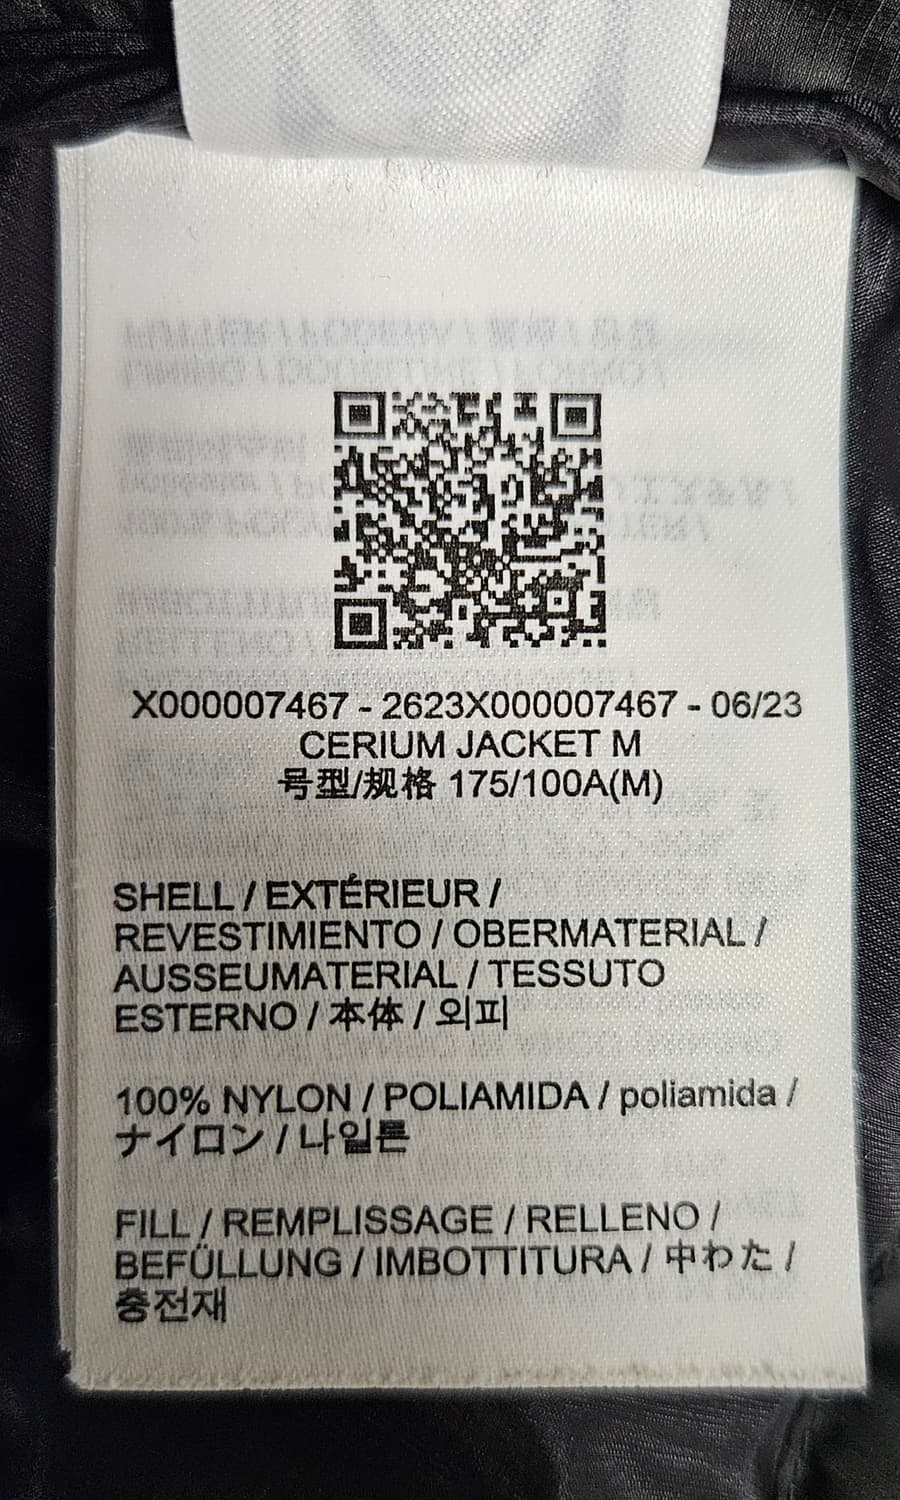 X000007467 - 2623X000007467 - 06/23
CERIUM JACKET M
号型/规格 175/100A(M)
SHELL / EXTÉRIEUR /
REVESTIMIENTO / OBERMATERIAL /
AUSSEUMATERIAL / TESSUTO
ESTERNO / 本体 / 외피
100% NYLON / POLIAMIDA / poliamida /
ナイロン / 나일론
FILL / REMPLISSAGE / RELLENO /
BEFÜLLUNG / IMBOTTITURA / 中わた /
충전재